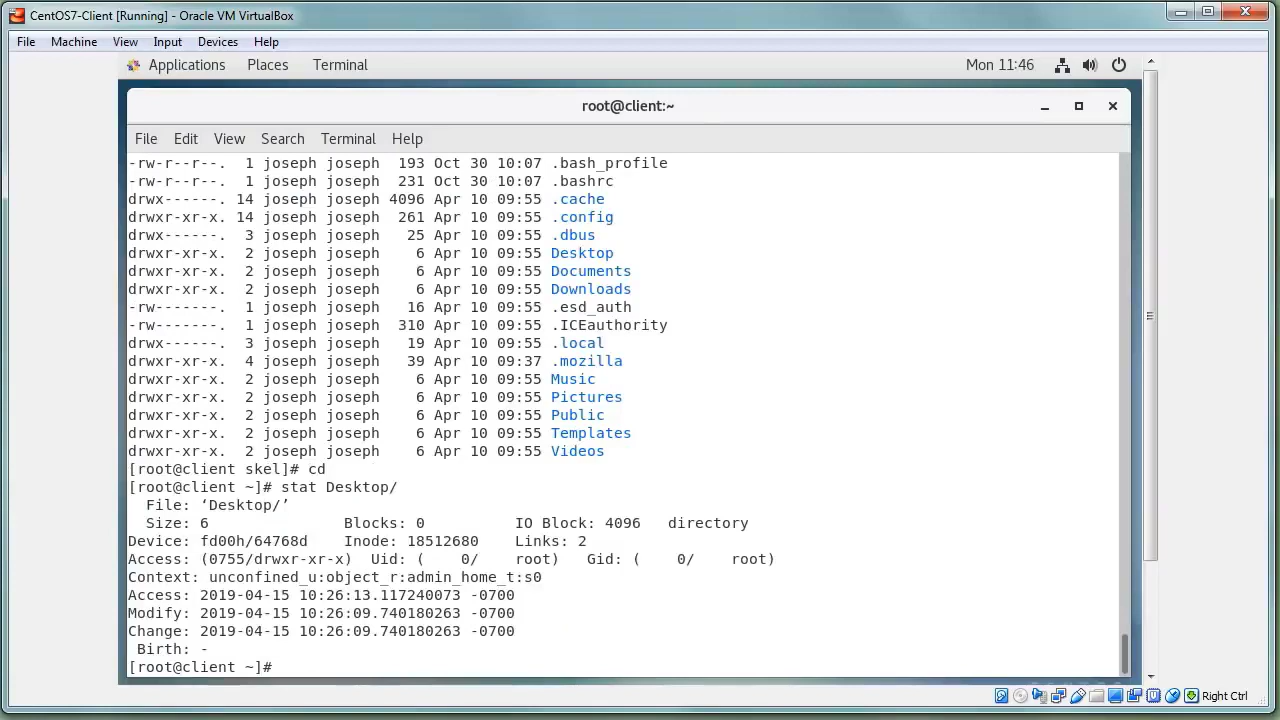 CentOS7-Client [Running] - Oracle VM VirtualBox
File Machine View Input Devices Help
Applications Places Terminal Mon 11:46
root@client:~
File Edit View Search Terminal Help
-rw-r--r--. 1 joseph joseph 193 Oct 30 10:07 .bash_profile
-rw-r--r--. 1 joseph joseph 231 Oct 30 10:07 .bashrc
drwx------. 14 joseph joseph 4096 Apr 10 09:55 .cache
drwxr-xr-x. 14 joseph joseph 261 Apr 10 09:55 .config
drwx------. 3 joseph joseph 25 Apr 10 09:55 .dbus
drwxr-xr-x. 2 joseph joseph 6 Apr 10 09:55 Desktop
drwxr-xr-x. 2 joseph joseph 6 Apr 10 09:55 Documents
drwxr-xr-x. 2 joseph joseph 6 Apr 10 09:55 Downloads
-rw-------. 1 joseph joseph 16 Apr 10 09:55 .esd_auth
-rw-------. 1 joseph joseph 310 Apr 10 09:55 .ICEauthority
drwx------. 3 joseph joseph 19 Apr 10 09:55 .local
drwxr-xr-x. 4 joseph joseph 39 Apr 10 09:37 .mozilla
drwxr-xr-x. 2 joseph joseph 6 Apr 10 09:55 Music
drwxr-xr-x. 2 joseph joseph 6 Apr 10 09:55 Pictures
drwxr-xr-x. 2 joseph joseph 6 Apr 10 09:55 Public
drwxr-xr-x. 2 joseph joseph 6 Apr 10 09:55 Templates
drwxr-xr-x. 2 joseph joseph 6 Apr 10 09:55 Videos
[root@client skel]# cd
[root@client ~]# stat Desktop/
File: ‘Desktop/’
Size: 6 Blocks: 0 IO Block: 4096 directory
Device: fd00h/64768d Inode: 18512680 Links: 2
Access: (0755/drwxr-xr-x) Uid: ( 0/ root) Gid: ( 0/ root)
Context: unconfined_u:object_r:admin_home_t:s0
Access: 2019-04-15 10:26:13.117240073 -0700
Modify: 2019-04-15 10:26:09.740180263 -0700
Change: 2019-04-15 10:26:09.740180263 -0700
Birth: -
[root@client ~]#
Right Ctrl